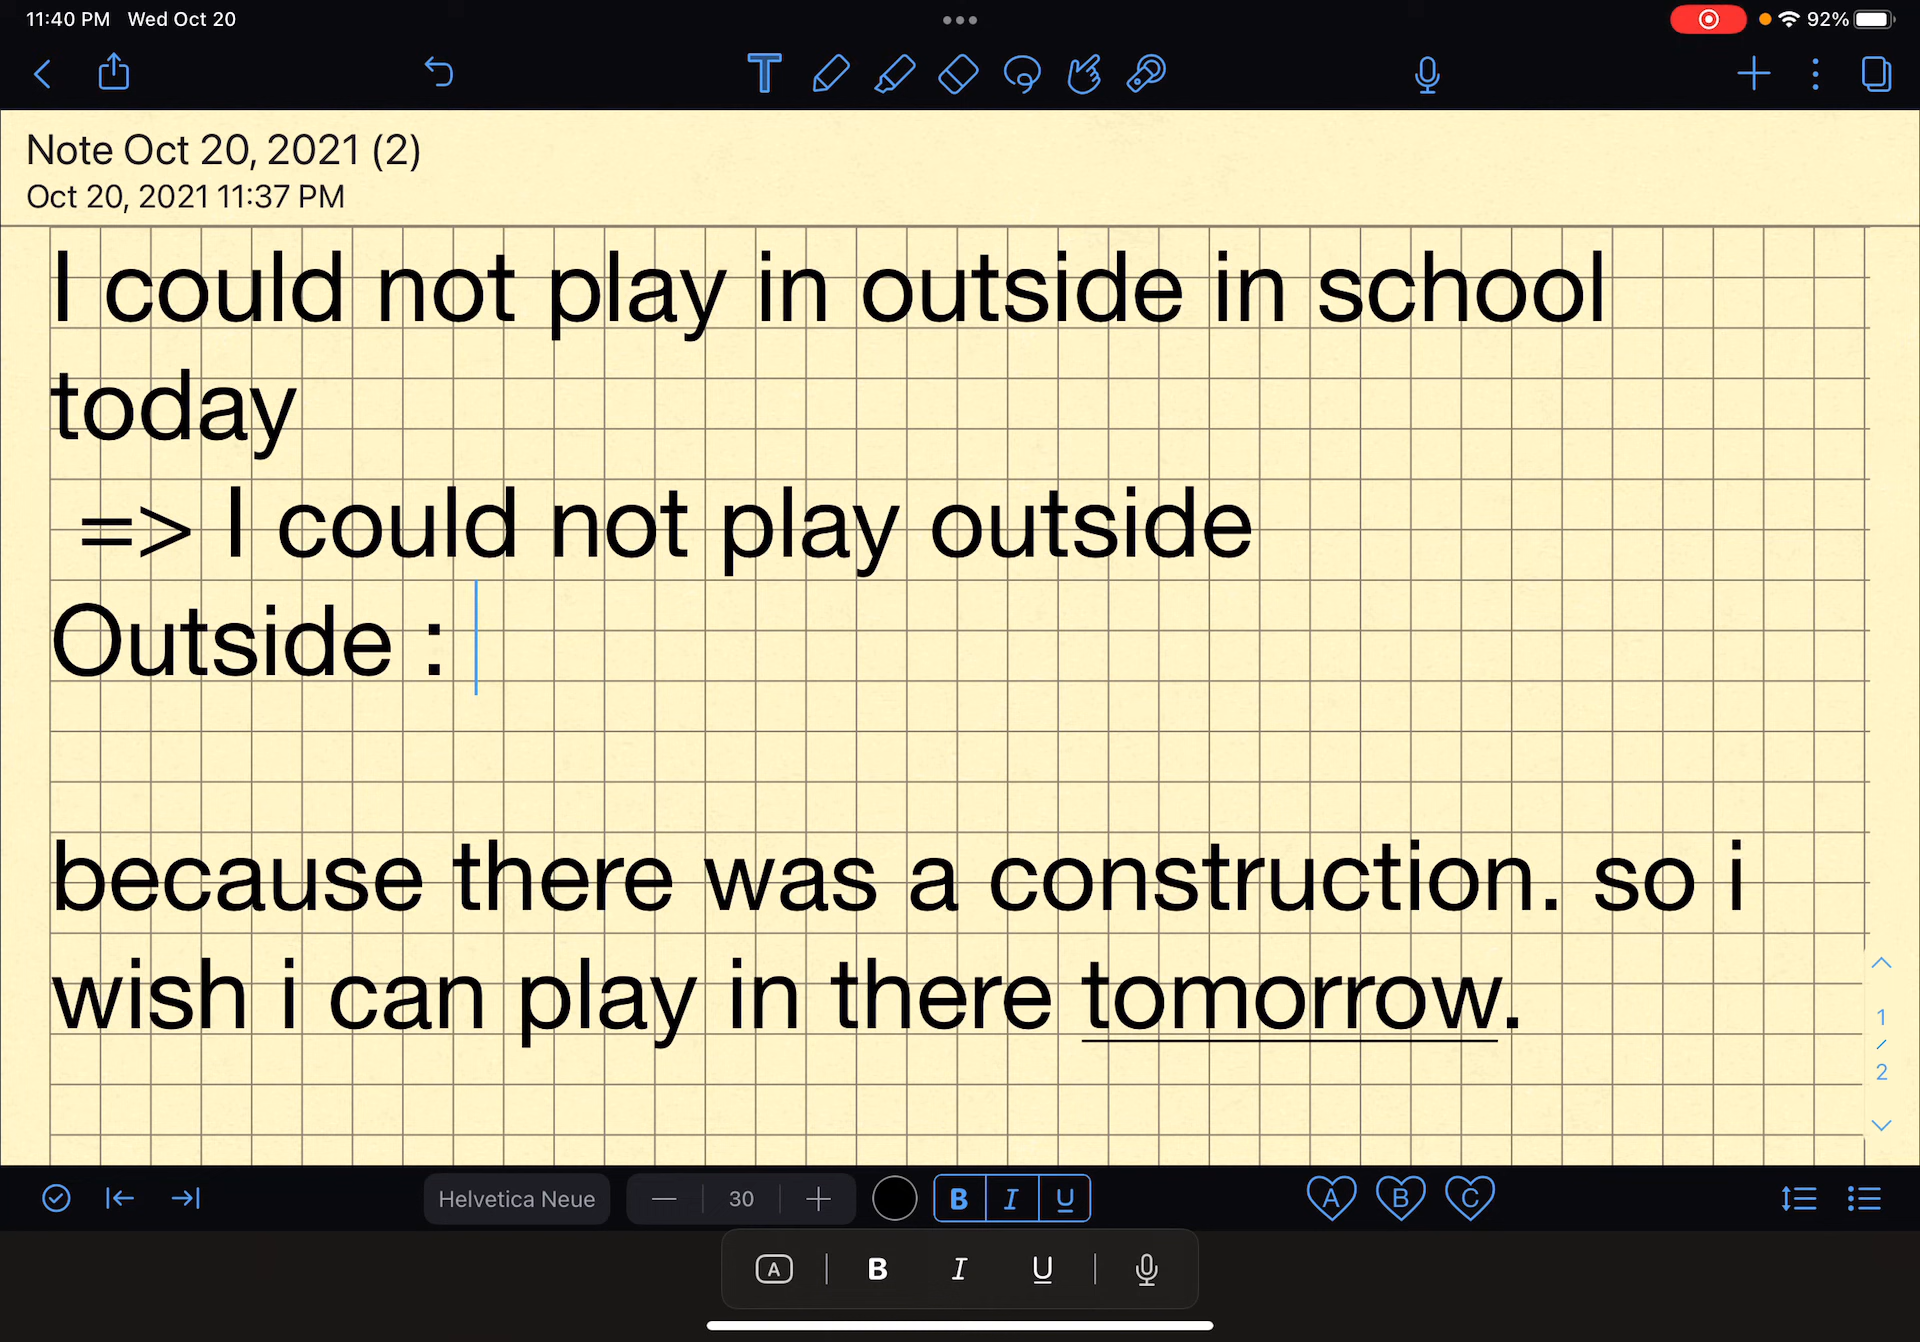 11:40 PM Wed Oct 20
92%
Note Oct 20, 2021 (2)
Oct 20, 2021 11:37 PM
I could not play in outside in school
today
=> I could not play outside
Outside :
because there was a construction. so i
wish i can play in there tomorrow.
1
/
2
Helvetica Neue — 30 + B I U A B C
A B I U